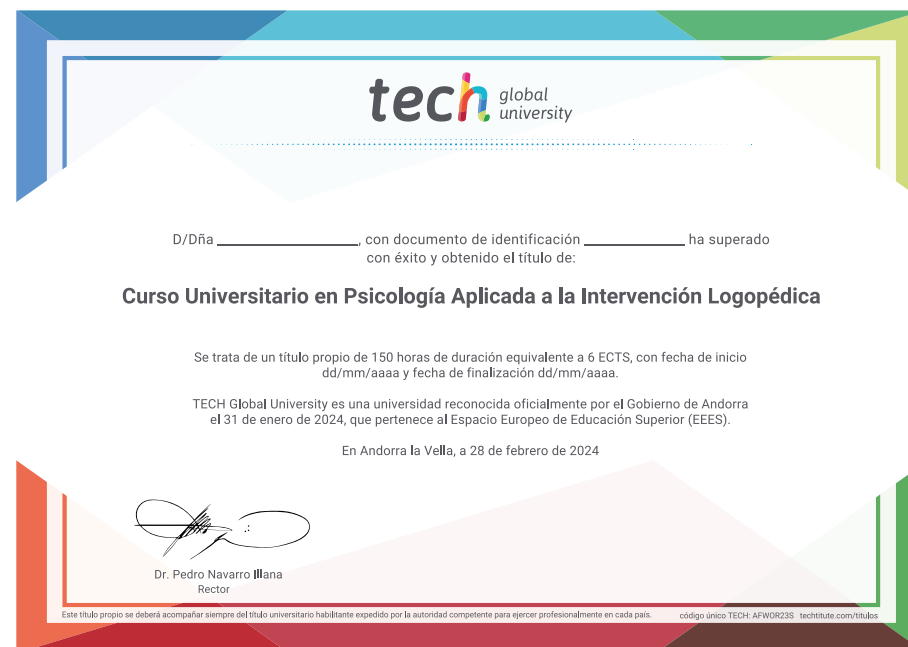 tech global university
D/Dña ____________________, con documento de identificación ______________ ha superado
con éxito y obtenido el título de:
Curso Universitario en Psicología Aplicada a la Intervención Logopédica
Se trata de un título propio de 150 horas de duración equivalente a 6 ECTS, con fecha de inicio
dd/mm/aaaa y fecha de finalización dd/mm/aaaa.
TECH Global University es una universidad reconocida oficialmente por el Gobierno de Andorra
el 31 de enero de 2024, que pertenece al Espacio Europeo de Educación Superior (EEES).
En Andorra la Vella, a 28 de febrero de 2024
Dr. Pedro Navarro Illana
Rector
Este título propio se deberá acompañar siempre del título universitario habilitante expedido por la autoridad competente para ejercer profesionalmente en cada país. código único TECH: AFWOR23S techtitute.com/titulos